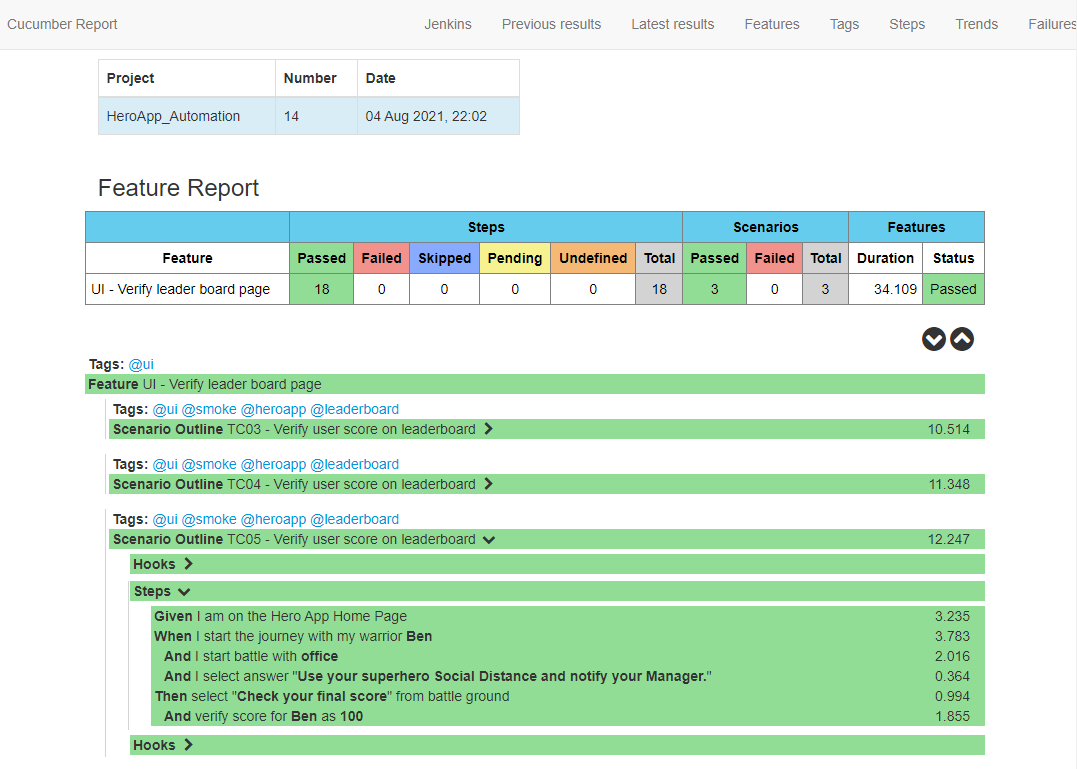 Cucumber Report Jenkins Previous results Latest results Features Tags Steps Trends Failures
Project Number Date
HeroApp_Automation 14 04 Aug 2021, 22:02
Feature Report
Steps Scenarios Features
Feature Passed Failed Skipped Pending Undefined Total Passed Failed Total Duration Status
UI - Verify leader board page 18 0 0 0 0 18 3 0 3 34.109 Passed
Tags: @ui
Feature UI - Verify leader board page
Tags: @ui @smoke @heroapp @leaderboard
Scenario Outline TC03 - Verify user score on leaderboard 10.514
Tags: @ui @smoke @heroapp @leaderboard
Scenario Outline TC04 - Verify user score on leaderboard 11.348
Tags: @ui @smoke @heroapp @leaderboard
Scenario Outline TC05 - Verify user score on leaderboard 12.247
Hooks
Steps
Given I am on the Hero App Home Page 3.235
When I start the journey with my warrior Ben 3.783
And I start battle with office 2.016
And I select answer "Use your superhero Social Distance and notify your Manager." 0.364
Then select "Check your final score" from battle ground 0.994
And verify score for Ben as 100 1.855
Hooks